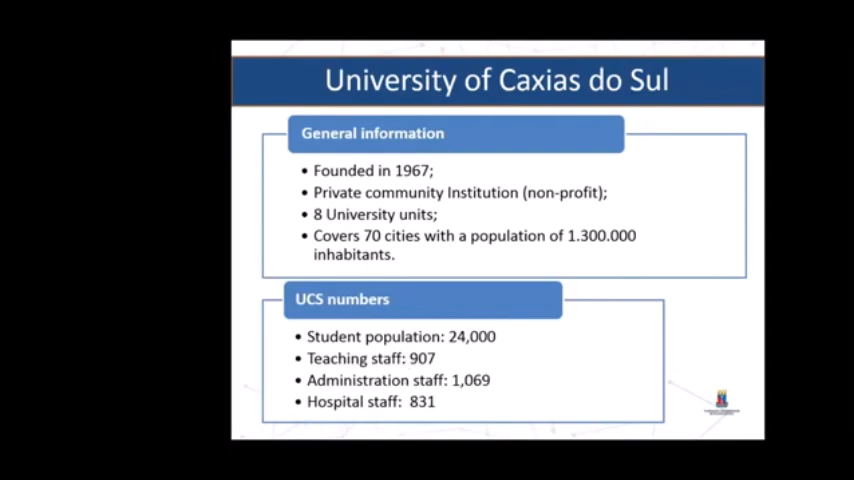 University of Caxias do Sul
General information
• Founded in 1967;
• Private community Institution (non-profit);
• 8 University units;
• Covers 70 cities with a population of 1.300.000
inhabitants.
UCS numbers
• Student population: 24,000
• Teaching staff: 907
• Administration staff: 1,069
• Hospital staff: 831